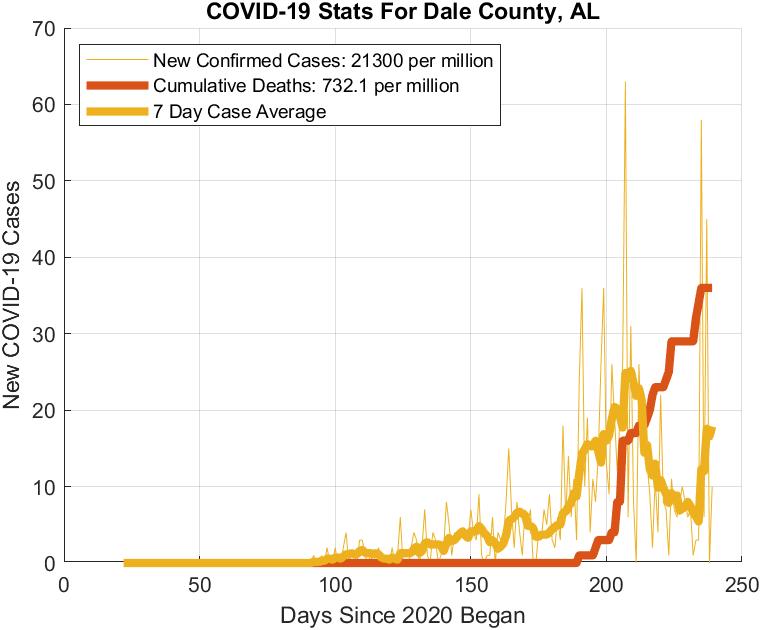 COVID-19 Stats For Dale County, AL
New Confirmed Cases: 21300 per million
Cumulative Deaths: 732.1 per million
7 Day Case Average
New COVID-19 Cases
70
60
50
40
30
20
10
0
0 50 100 150 200 250
Days Since 2020 Began